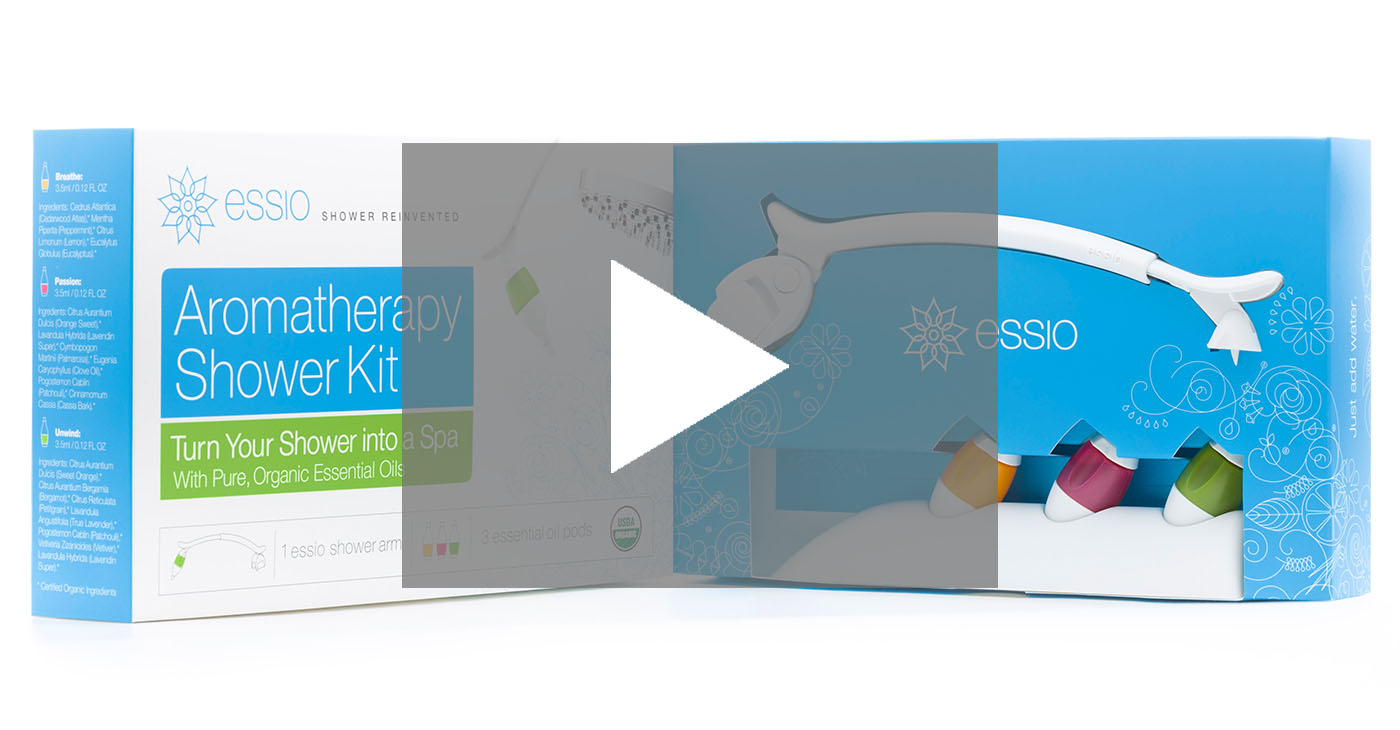 Breathe:
3.5ml / 0.12 FL OZ
Ingredients: Cedrus Atlantica
(Cedarwood Atlas),* Mentha
Piperita (Peppermint),* Citrus
Limonum (Lemon),* Eucalytus
Globulus (Eucalyptus),*
Passion:
3.5ml / 0.12 FL OZ
Ingredients: Citrus Aurantium
Dulcis (Orange Sweet),*
Lavandula Hybrida (Lavendin
Super),* Cymbopogon
Martinii (Palmarosa),* Eugenia
Caryophyllus (Clove Oil),*
Pogostemon Cablin
(Patchouli),* Cinnamomum
Cassia (Cassia Bark),*
Unwind:
3.5ml / 0.12 FL OZ
Ingredients: Citrus Aurantium
Dulcis (Sweet Orange),*
Citrus Aurantium Bergamia
(Bergamot),* Citrus Reticulata
(Petitgrain),* Lavandula
Angustifolia (True Lavender),*
Pogostemon Cablin (Patchouli),*
Vetiveria Zizanioides (Vetiver),*
Lavandula Hybrida (Lavendin
Super),*
* Certified Organic Ingredients
essio SHOWER REINVENTED
Aromatherapy
Shower Kit
Turn Your Shower into a Spa
With Pure, Organic Essential Oils
1 essio shower arm
3 essential oil pods
USDA
ORGANIC
essio
essio
Just add water.